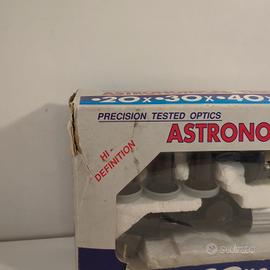 •20x•30x•40x
PRECISION TESTED OPTICS
ASTRONO
HI-
DEFINITION
Subito